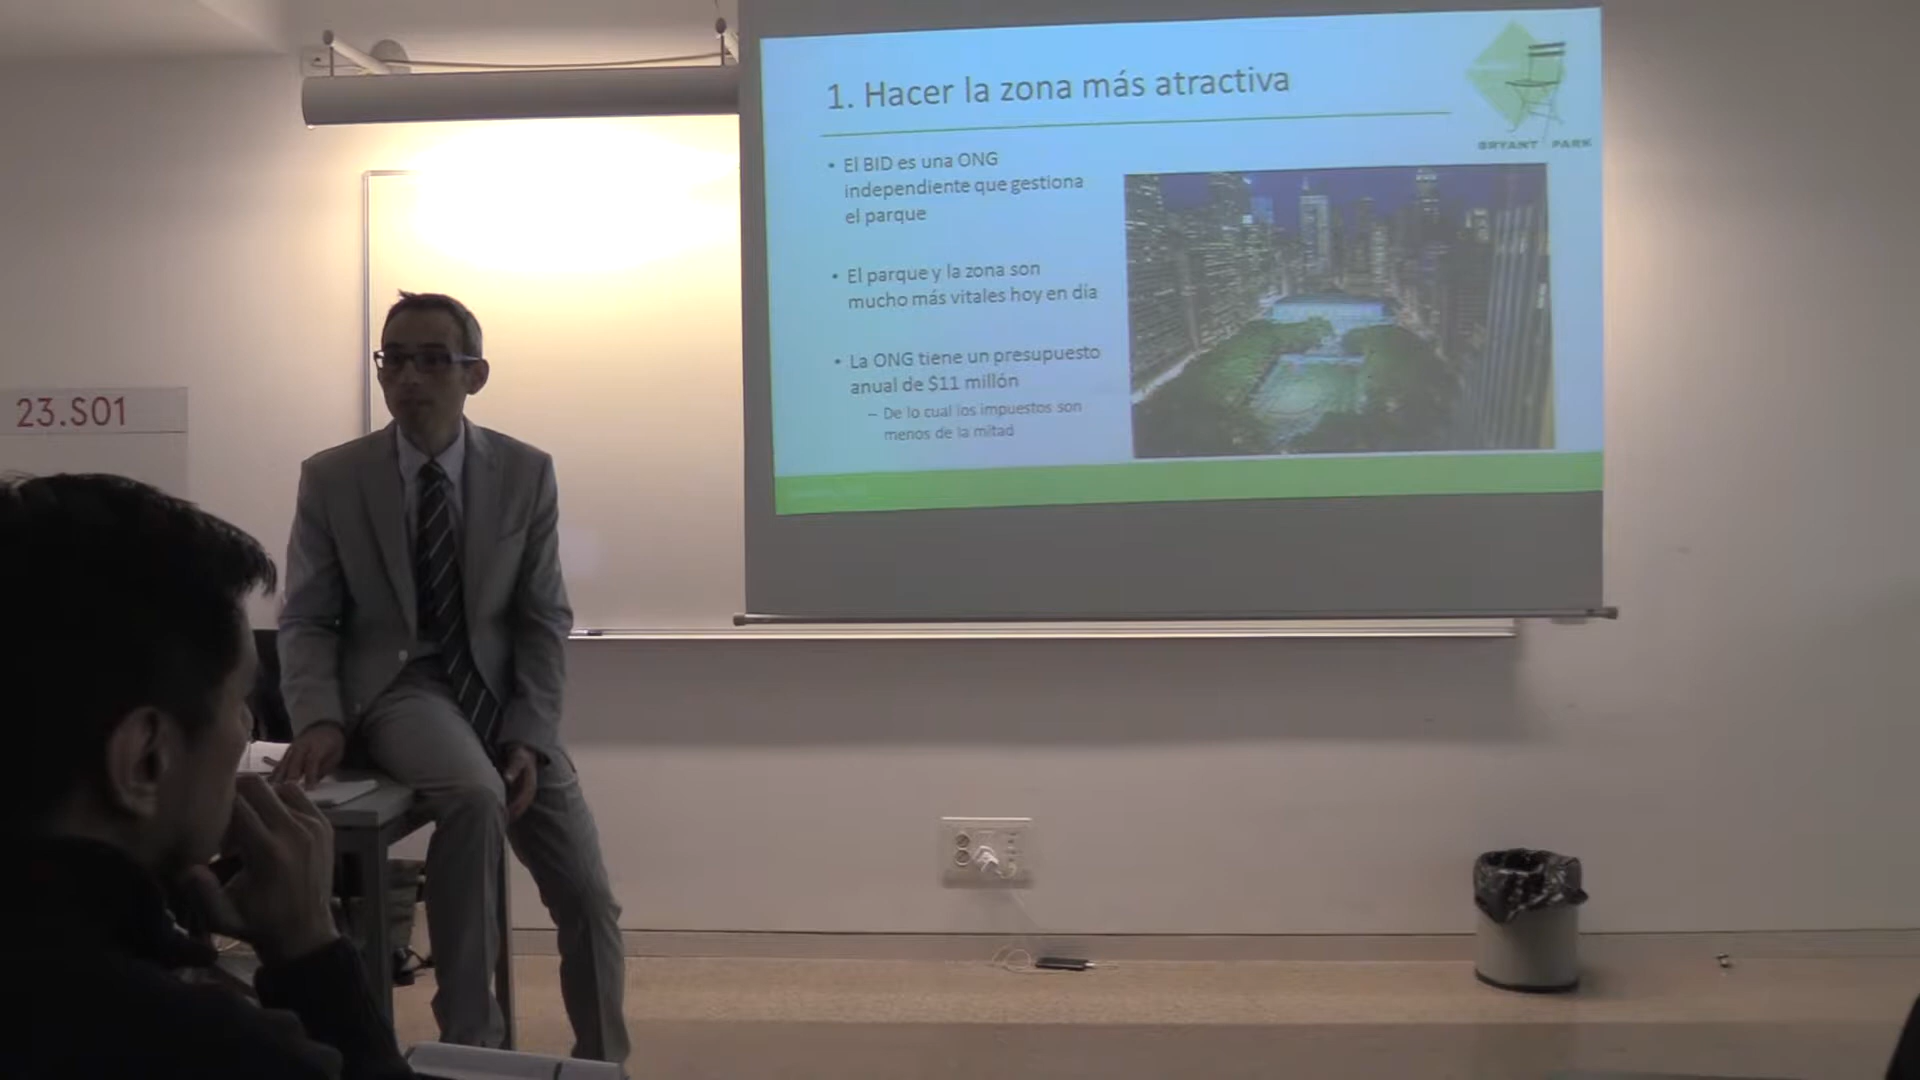 1. Hacer la zona más atractiva
BRYANT PARK
• El BID es una ONG
independiente que gestiona
el parque
• El parque y la zona son
mucho más vitales hoy en día
• La ONG tiene un presupuesto
anual de $11 millón
– De lo cual los impuestos son
menos de la mitad
23.S01